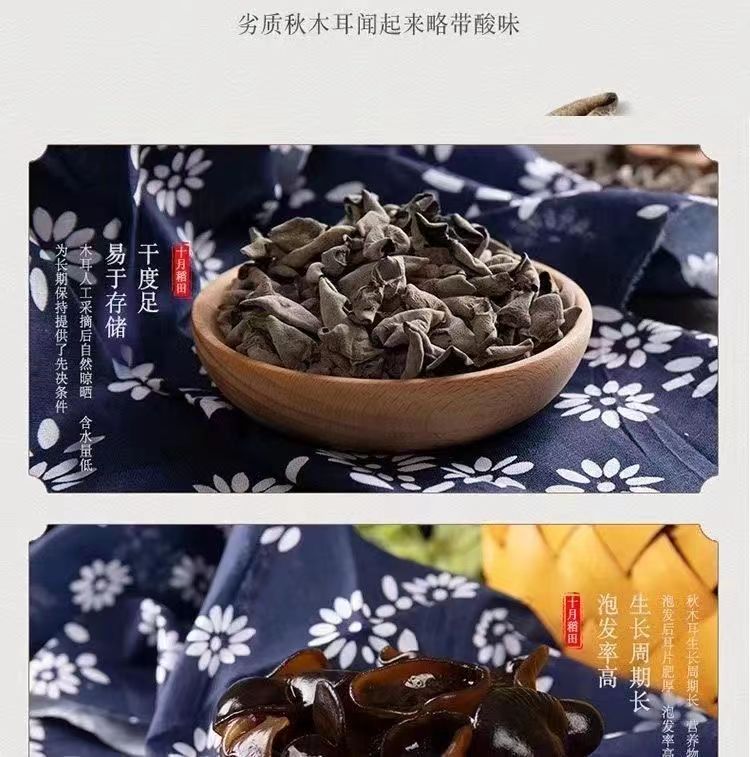 劣质秋木耳闻起来略带酸味
十月稻田
干度足
易于存储
木耳人工采摘后自然晾晒 含水量低
为长期保持提供了先决条件
十月稻田
生长周期长
泡发率高
秋木耳生长周期长 营养物
泡发后耳片肥厚 泡发率高